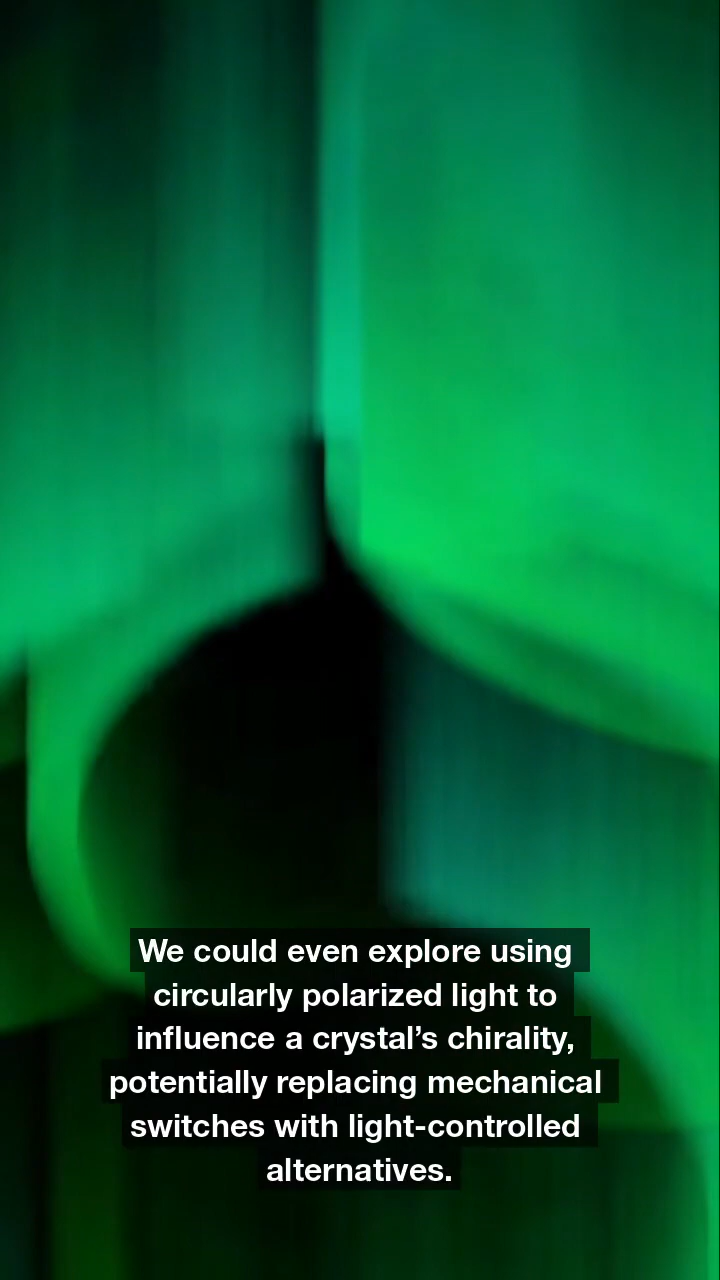 We could even explore using
circularly polarized light to
influence a crystal’s chirality,
potentially replacing mechanical
switches with light-controlled
alternatives.